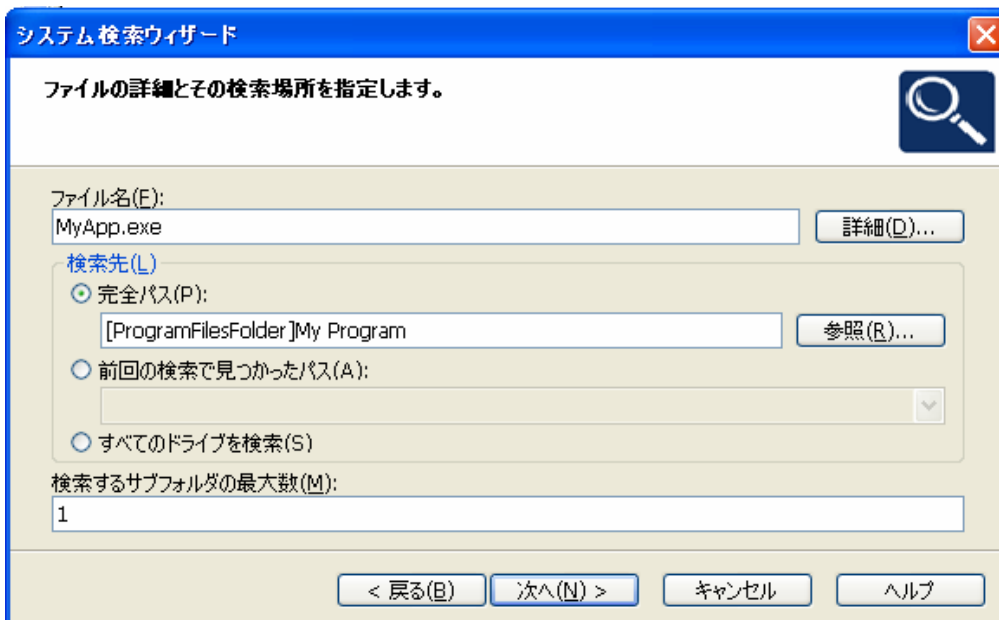 システム検索ウィザード
ファイルの詳細とその検索場所を指定します。
ファイル名(F):
MyApp.exe
詳細(D)...
検索先(L)
完全パス(P):
[ProgramFilesFolder]My Program
参照(R)...
前回の検索で見つかったパス(A):
すべてのドライブを検索(S)
検索するサブフォルダの最大数(M):
1
< 戻る(B)
次へ(N) >
キャンセル
ヘルプ